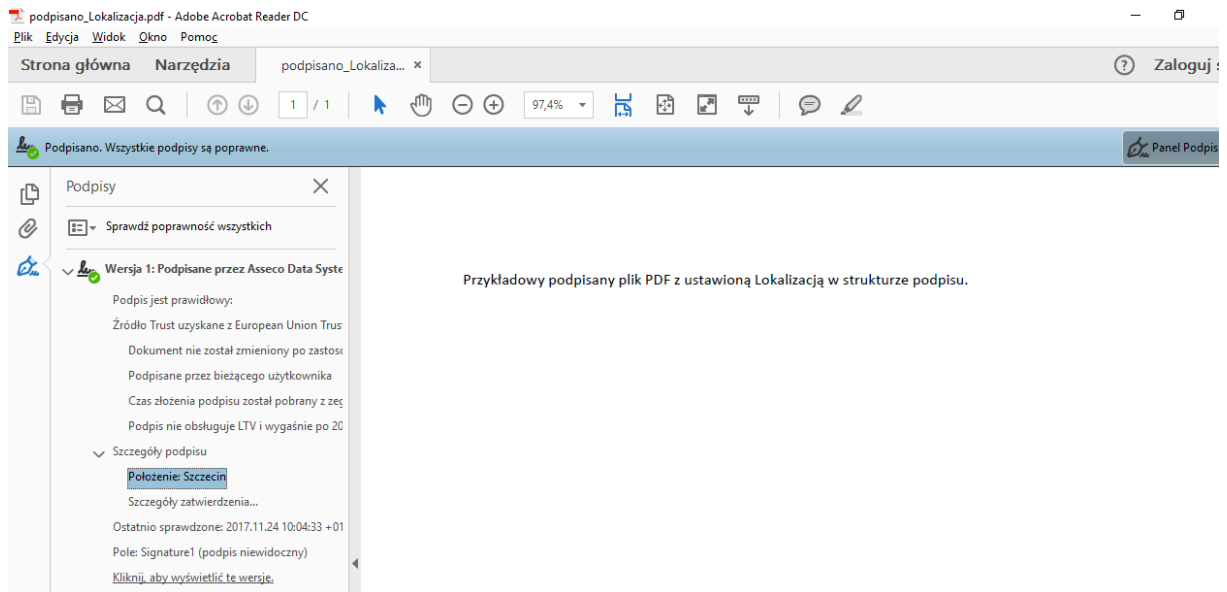 podpisano_Lokalizacja.pdf - Adobe Acrobat Reader DC
Plik Edycja Widok Okno Pomoc
Strona główna Narzędzia podpisano_Lokaliza... × ? Zaloguj s
1 / 1 97,4%
Podpisano. Wszystkie podpisy są poprawne. Panel Podpis
Podpisy
Sprawdź poprawność wszystkich
Wersja 1: Podpisane przez Asseco Data Syste
Podpis jest prawidłowy:
Źródło Trust uzyskane z European Union Trus
Dokument nie został zmieniony po zastoso
Podpisane przez bieżącego użytkownika
Czas złożenia podpisu został pobrany z zeg
Podpis nie obsługuje LTV i wygaśnie po 20
Szczegóły podpisu
Położenie: Szczecin
Szczegóły zatwierdzenia...
Ostatnio sprawdzone: 2017.11.24 10:04:33 +01
Pole: Signature1 (podpis niewidoczny)
Kliknij, aby wyświetlić tę wersję.
Przykładowy podpisany plik PDF z ustawioną Lokalizacją w strukturze podpisu.